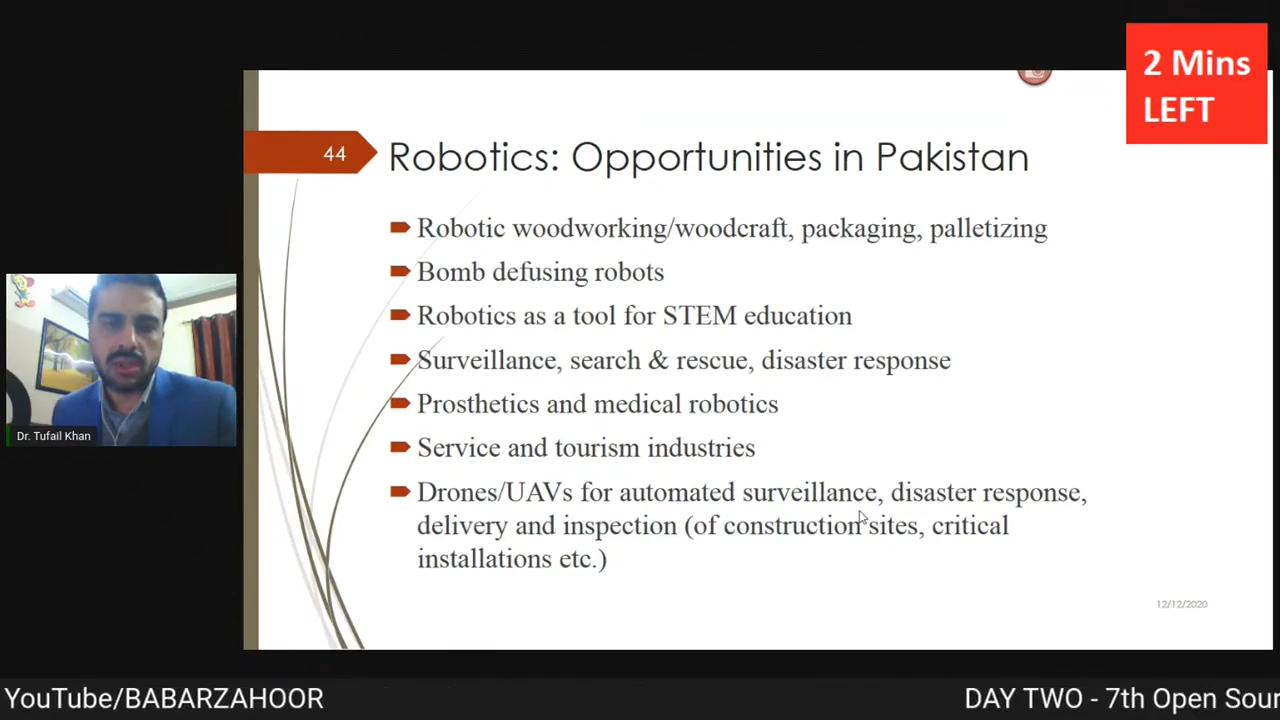 2 Mins
LEFT
44
Robotics: Opportunities in Pakistan
Robotic woodworking/woodcraft, packaging, palletizing
Bomb defusing robots
Robotics as a tool for STEM education
Surveillance, search & rescue, disaster response
Prosthetics and medical robotics
Service and tourism industries
Drones/UAVs for automated surveillance, disaster response,
delivery and inspection (of construction sites, critical
installations etc.)
12/12/2020
Dr. Tufail Khan
YouTube/BABARZAHOOR
DAY TWO - 7th Open Sour